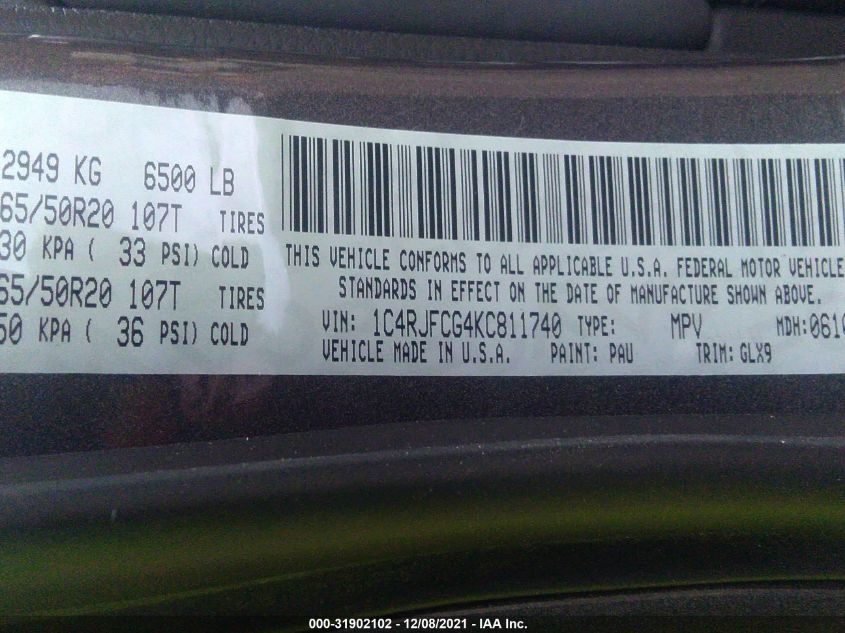 2949 KG 6500 LB
65/50R20 107T TIRES
30 KPA ( 33 PSI) COLD
65/50R20 107T TIRES
50 KPA ( 36 PSI) COLD
THIS VEHICLE CONFORMS TO ALL APPLICABLE U.S.A. FEDERAL MOTOR VEHICLE
STANDARDS IN EFFECT ON THE DATE OF MANUFACTURE SHOWN ABOVE.
VIN: 1C4RJFCG4KC811740 TYPE: MPV MDH: 061
VEHICLE MADE IN U.S.A. PAINT: PAU TRIM: GLX9
000-31902102 - 12/08/2021 - IAA Inc.